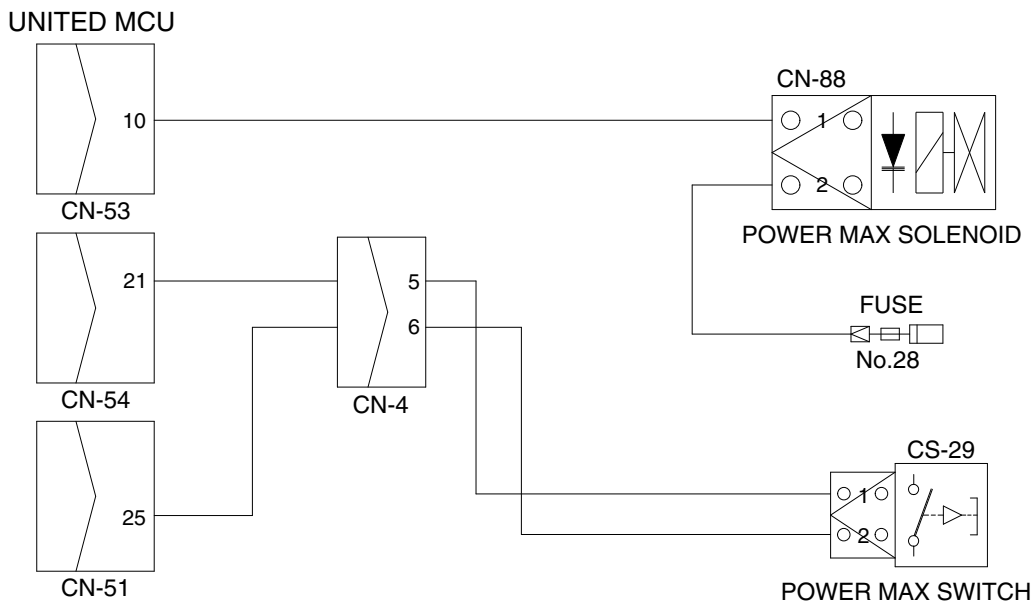 UNITED MCU
10
CN-53
CN-88
1
2
POWER MAX SOLENOID
21
CN-54
5
6
CN-4
FUSE
No.28
25
CN-51
CS-29
1
2
POWER MAX SWITCH